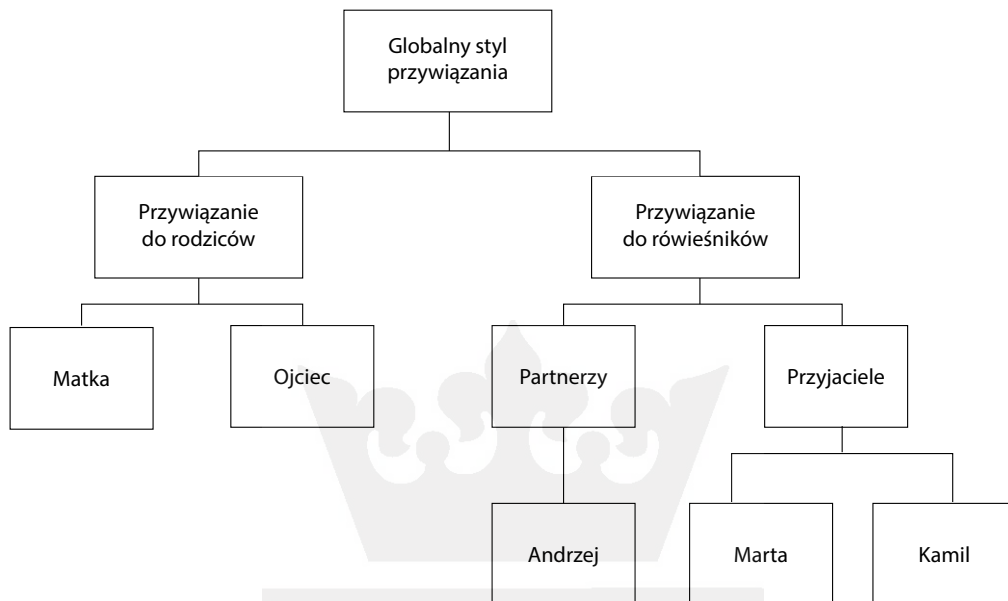 Globalny styl
przywiązania
Przywiązanie
do rodziców
Przywiązanie
do rówieśników
Matka
Ojciec
Partnerzy
Przyjaciele
Andrzej
Marta
Kamil